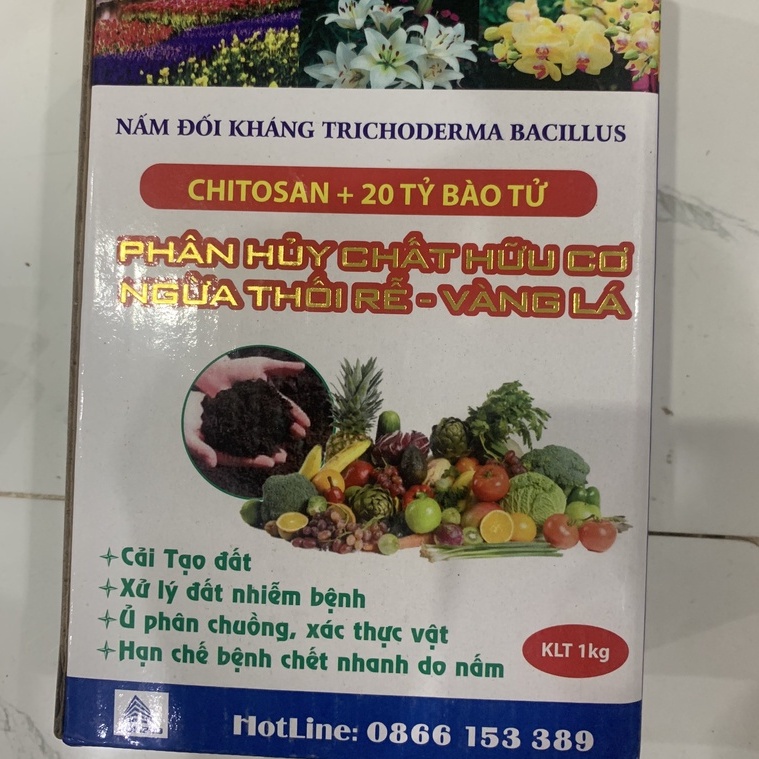 NẤM ĐỐI KHÁNG TRICHODERMA BACILLUS
CHITOSAN + 20 TỶ BÀO TỬ
PHÂN HỦY CHẤT HỮU CƠ
NGỪA THỐI RỄ - VÀNG LÁ
Cải Tạo đất
Xử lý đất nhiễm bệnh
Ủ phân chuồng, xác thực vật
Hạn chế bệnh chết nhanh do nấm
KLT 1kg
HotLine: 0866 153 389